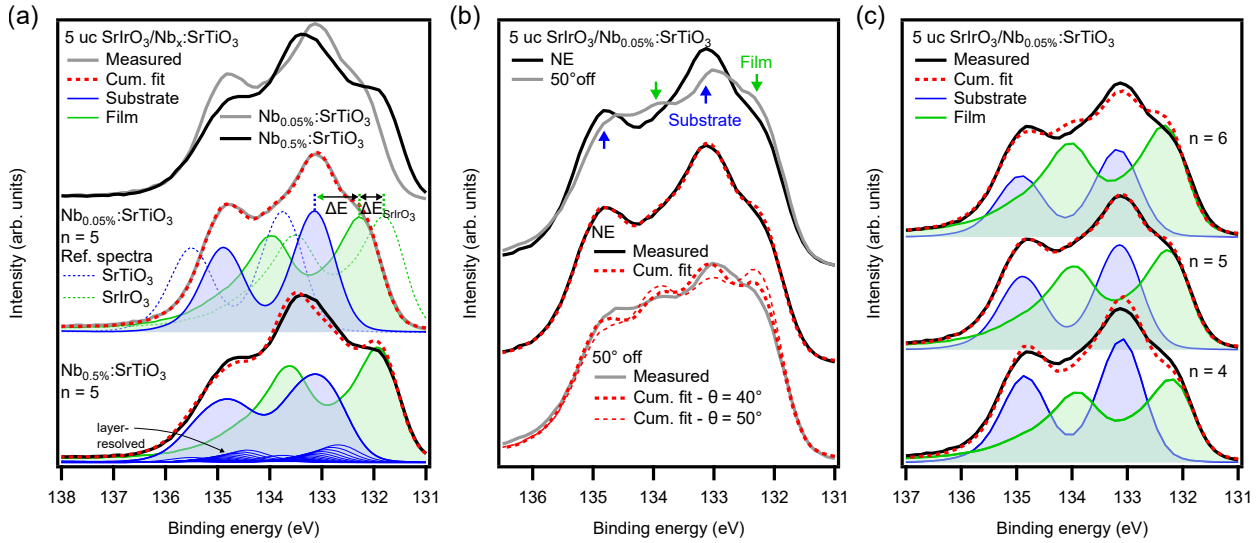 (a)
5 uc SrIrO₃/Nbₓ:SrTiO₃
Measured
Cum. fit
Substrate
Film
Nb₀.₀₅%:SrTiO₃
Nb₀.₅%:SrTiO₃
ΔE
ΔE_SrIrO₃
Nb₀.₀₅%:SrTiO₃
n = 5
Ref. spectra
SrTiO₃
SrIrO₃
Nb₀.₅%:SrTiO₃
n = 5
layer-
resolved
Intensity (arb. units)
138 137 136 135 134 133 132 131
Binding energy (eV)
(b)
5 uc SrIrO₃/Nb₀.₀₅%:SrTiO₃
NE
50°off
Film
Substrate
NE
Measured
Cum. fit
50° off
Measured
Cum. fit - θ = 40°
Cum. fit - θ = 50°
Intensity (arb. units)
136 135 134 133 132 131
Binding energy (eV)
(c)
5 uc SrIrO₃/Nb₀.₀₅%:SrTiO₃
Measured
Cum. fit
Substrate
Film
n = 6
n = 5
n = 4
Intensity (arb. units)
137 136 135 134 133 132 131
Binding energy (eV)